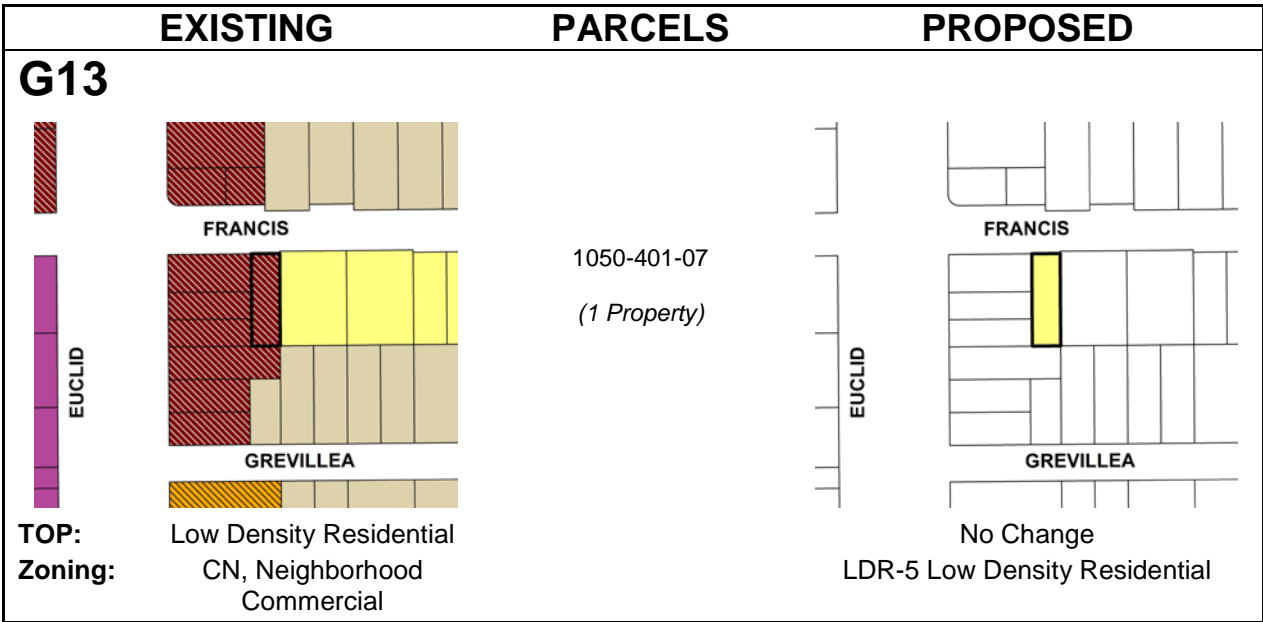 EXISTING PARCELS PROPOSED
G13
FRANCIS
EUCLID
GREVILLEA
1050-401-07
(1 Property)
FRANCIS
EUCLID
GREVILLEA
TOP: Low Density Residential No Change
Zoning: CN, Neighborhood LDR-5 Low Density Residential
Commercial